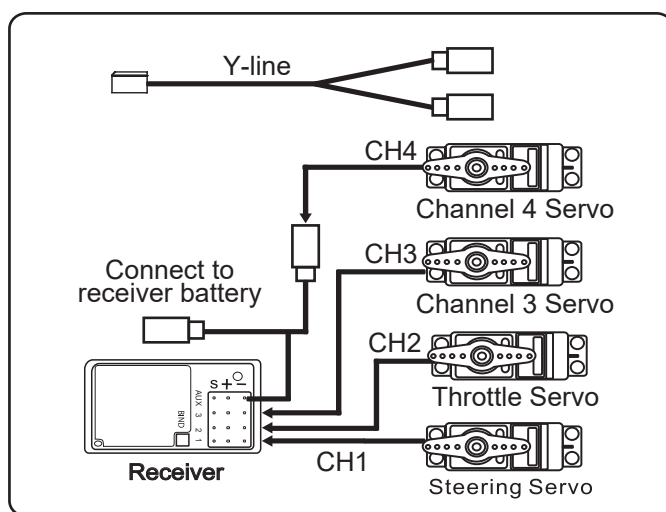 Y-line
CH4
Channel 4 Servo
Connect to
receiver battery
CH3
Channel 3 Servo
CH2
Throttle Servo
S + −
AUX 3 2 1
BIND
Receiver
CH1
Steering Servo